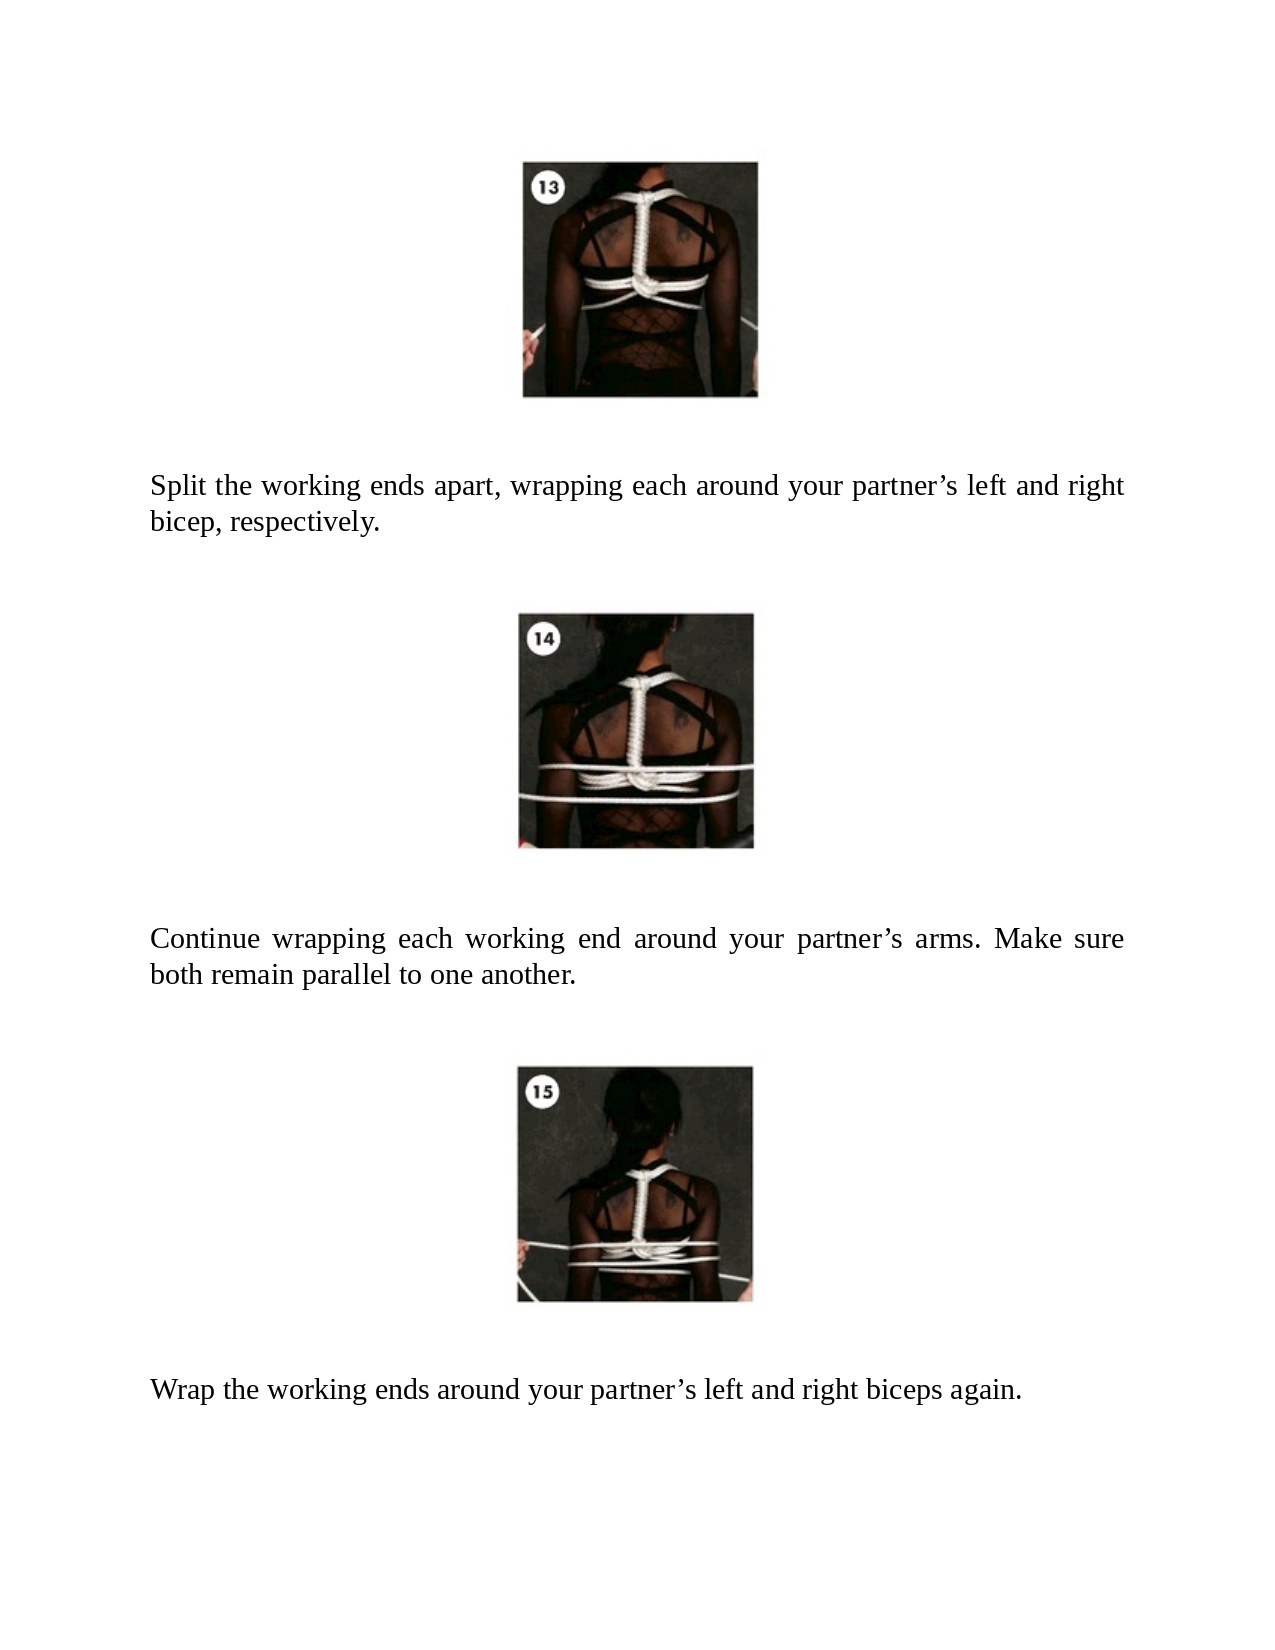 13
Split the working ends apart, wrapping each around your partner’s left and right
bicep, respectively.
14
Continue wrapping each working end around your partner’s arms. Make sure
both remain parallel to one another.
15
Wrap the working ends around your partner’s left and right biceps again.